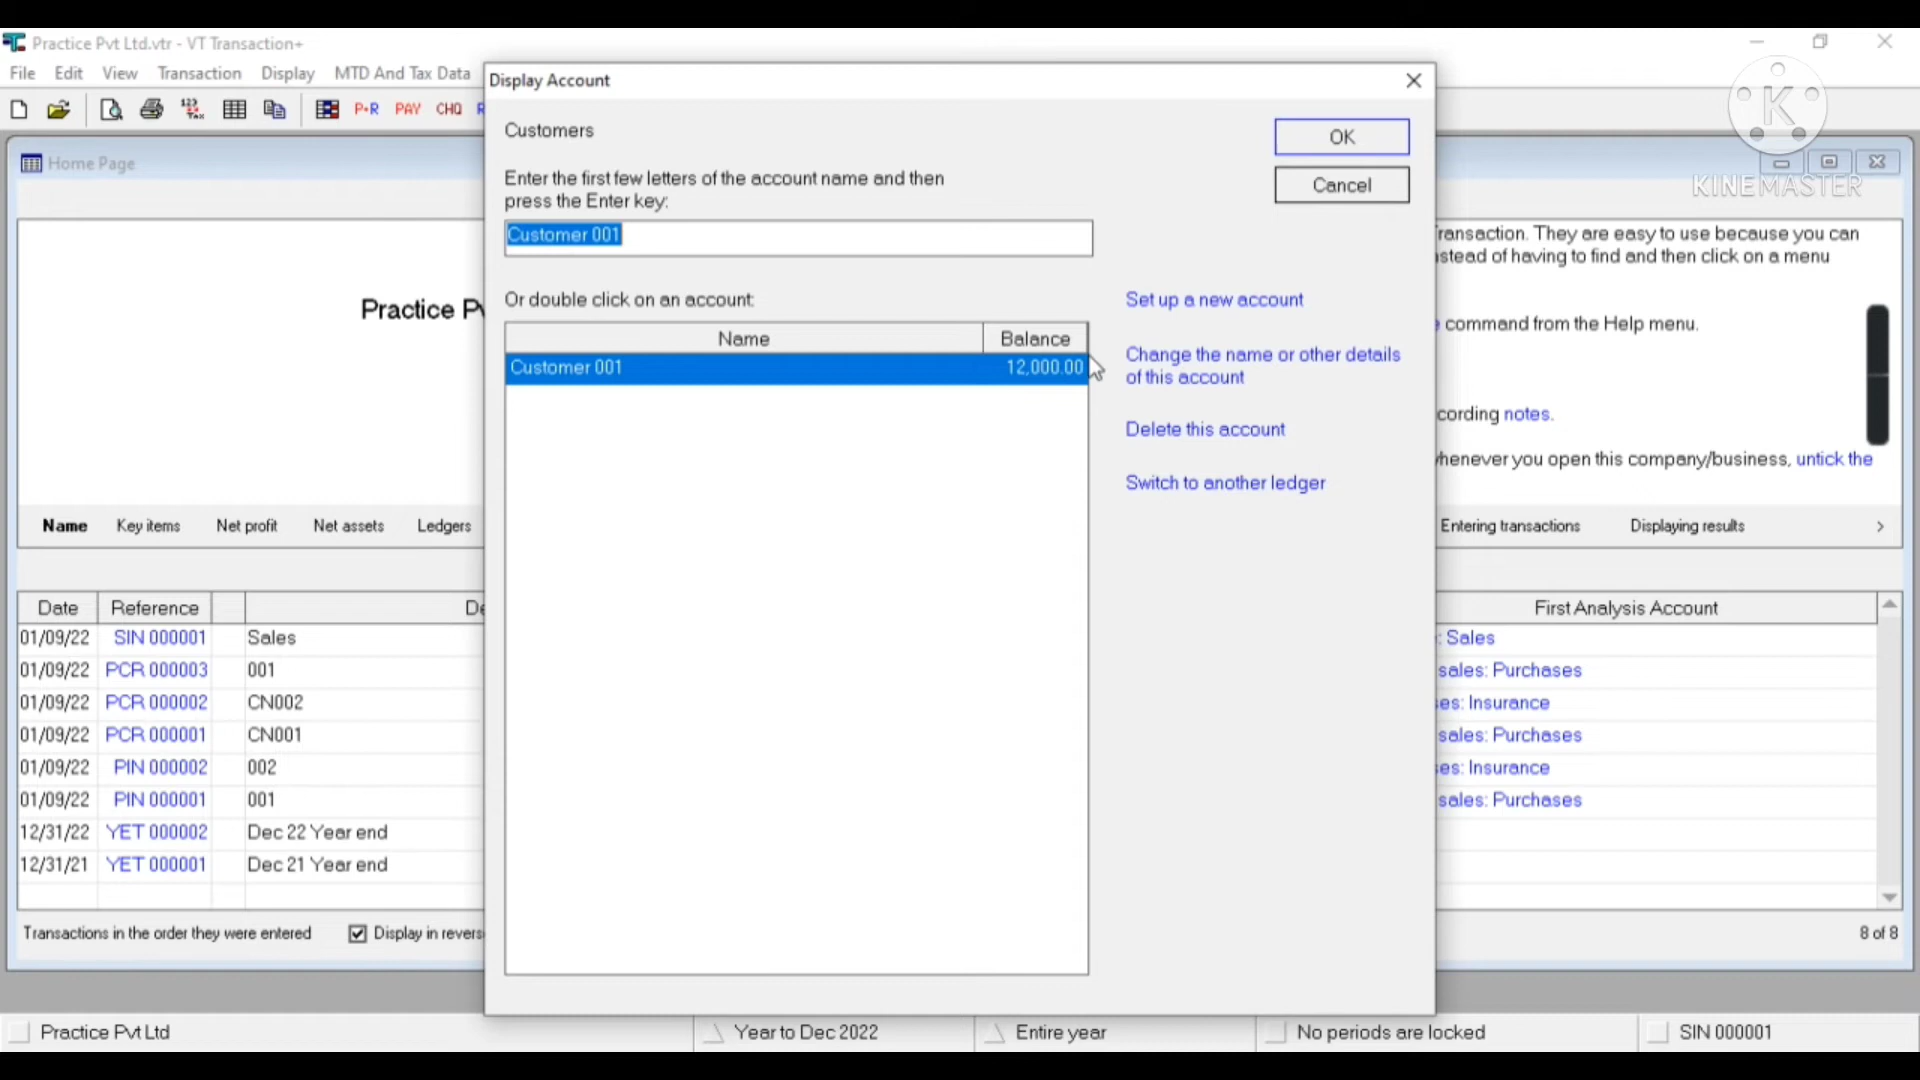 Practice Pvt Ltd.vtr - VT Transaction+
File Edit View Transaction Display MTD And Tax Data
P+R PAY CHQ
Home Page
Display Account
Customers
OK
Enter the first few letters of the account name and then
press the Enter key:
Cancel
Customer 001
Or double click on an account:
Name Balance
Customer 001 12,000.00
Set up a new account
Change the name or other details
of this account
Delete this account
Switch to another ledger
K
KINEMASTER
ransaction. They are easy to use because you can
stead of having to find and then click on a menu
command from the Help menu.
cording notes.
whenever you open this company/business, untick the
Practice Pv
Name Key items Net profit Net assets Ledgers
Entering transactions Displaying results
Date Reference De
First Analysis Account
01/09/22 SIN 000001 Sales : Sales
01/09/22 PCR 000003 001 sales: Purchases
01/09/22 PCR 000002 CN002 es: Insurance
01/09/22 PCR 000001 CN001 sales: Purchases
01/09/22 PIN 000002 002 es: Insurance
01/09/22 PIN 000001 001 sales: Purchases
12/31/22 YET 000002 Dec 22 Year end
12/31/21 YET 000001 Dec 21 Year end
Transactions in the order they were entered Display in revers
8 of 8
Practice Pvt Ltd Year to Dec 2022 Entire year No periods are locked SIN 000001